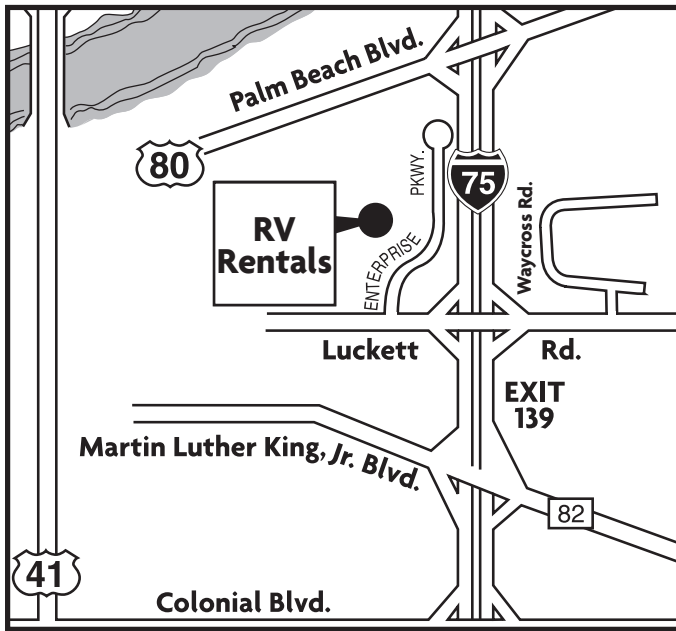 Palm Beach Blvd.
80
PKWY.
75
RV
Rentals
ENTERPRISE
Waycross Rd.
Luckett Rd.
EXIT
139
Martin Luther King, Jr. Blvd.
82
41
Colonial Blvd.